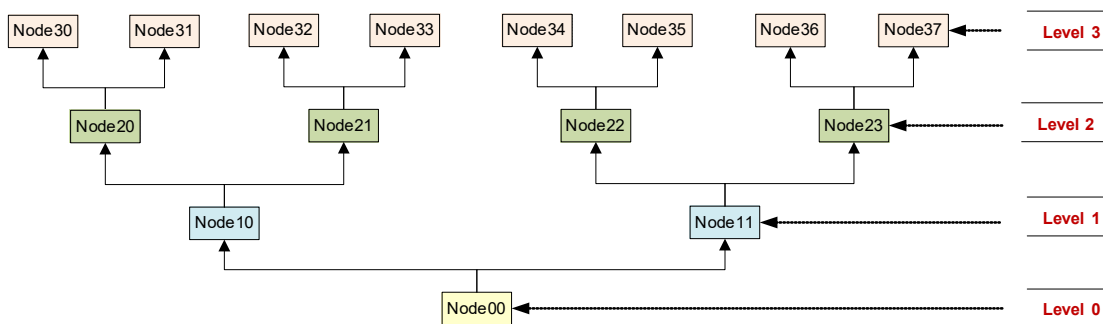 Node30 Node31 Node32 Node33 Node34 Node35 Node36 Node37 Level 3
Node20 Node21 Node22 Node23 Level 2
Node10 Node11 Level 1
Node00 Level 0